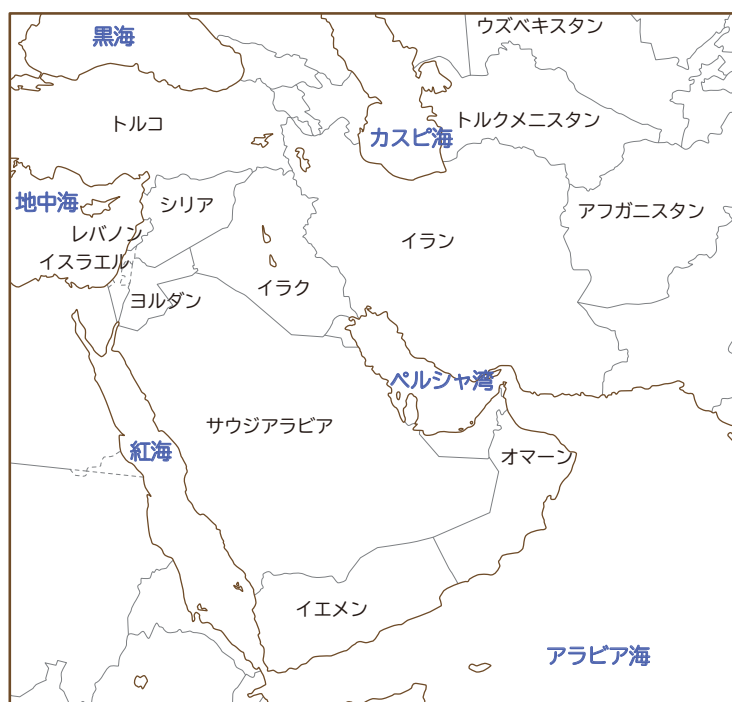 ウズベキスタン
黒海
トルコ
カスピ海
トルクメニスタン
地中海
シリア
アフガニスタン
レバノン
イラン
イスラエル
ヨルダン
イラク
ペルシャ湾
サウジアラビア
紅海
オマーン
イエメン
アラビア海